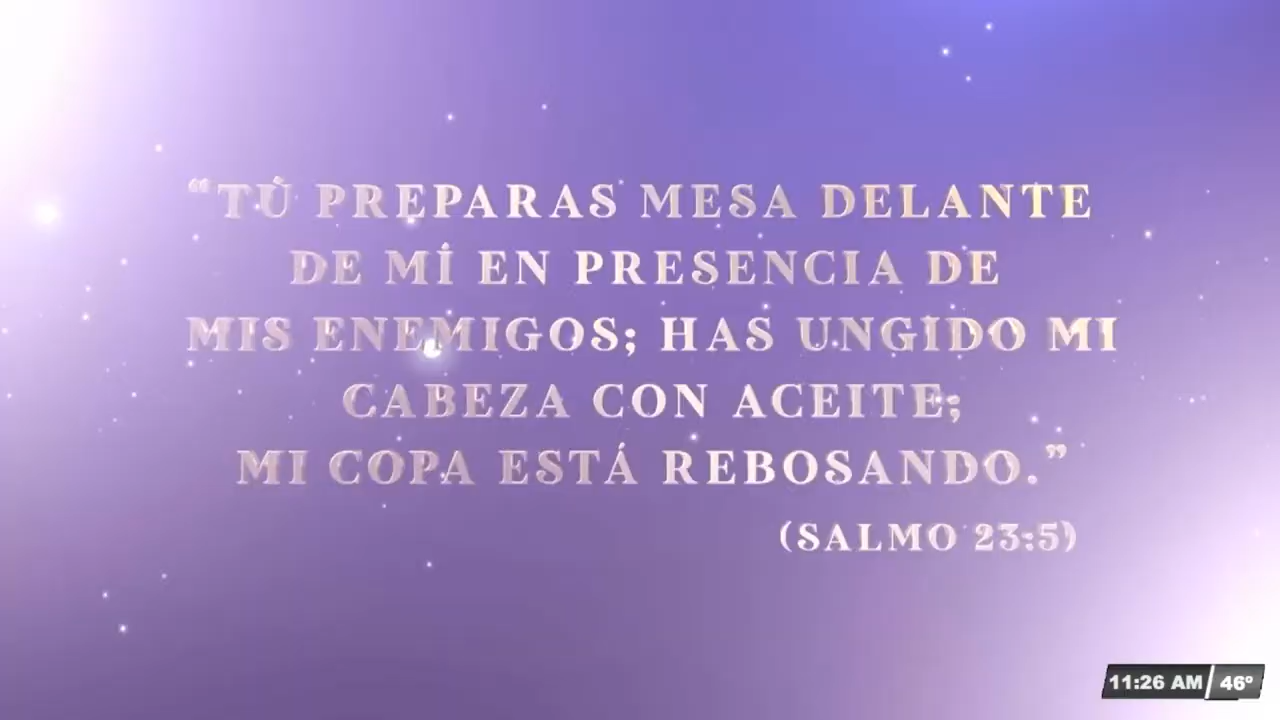 “TÚ PREPARAS MESA DELANTE
DE MÍ EN PRESENCIA DE
MIS ENEMIGOS; HAS UNGIDO MI
CABEZA CON ACEITE;
MI COPA ESTÁ REBOSANDO.”
(SALMO 23:5)
11:26 AM 46°